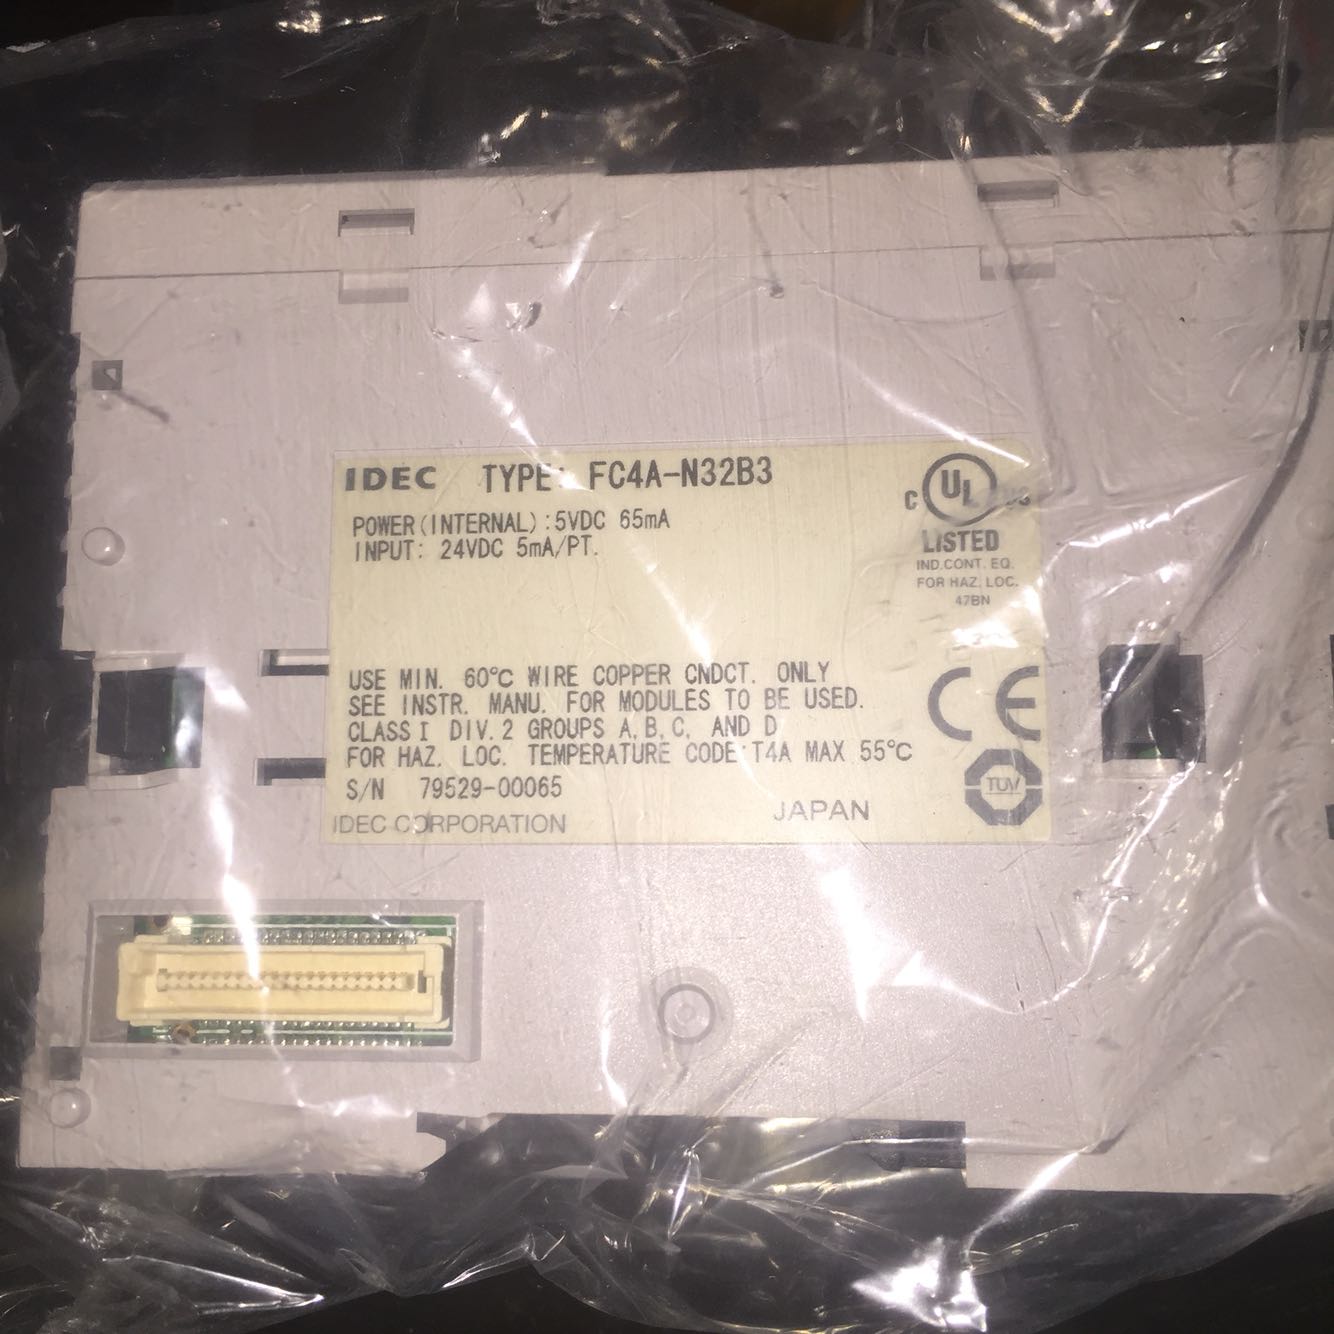 IDEC TYPE: FC4A-N32B3
POWER(INTERNAL):5VDC 65mA
INPUT: 24VDC 5mA/PT.
C UL US
LISTED
IND.CONT. EQ.
FOR HAZ. LOC.
47BN
USE MIN. 60℃ WIRE COPPER CNDCT. ONLY
SEE INSTR. MANU. FOR MODULES TO BE USED.
CLASS I DIV. 2 GROUPS A, B, C, AND D
FOR HAZ. LOC. TEMPERATURE CODE:T4A MAX 55℃
S/N 79529-00065
IDEC CORPORATION
JAPAN
CE
TÜV